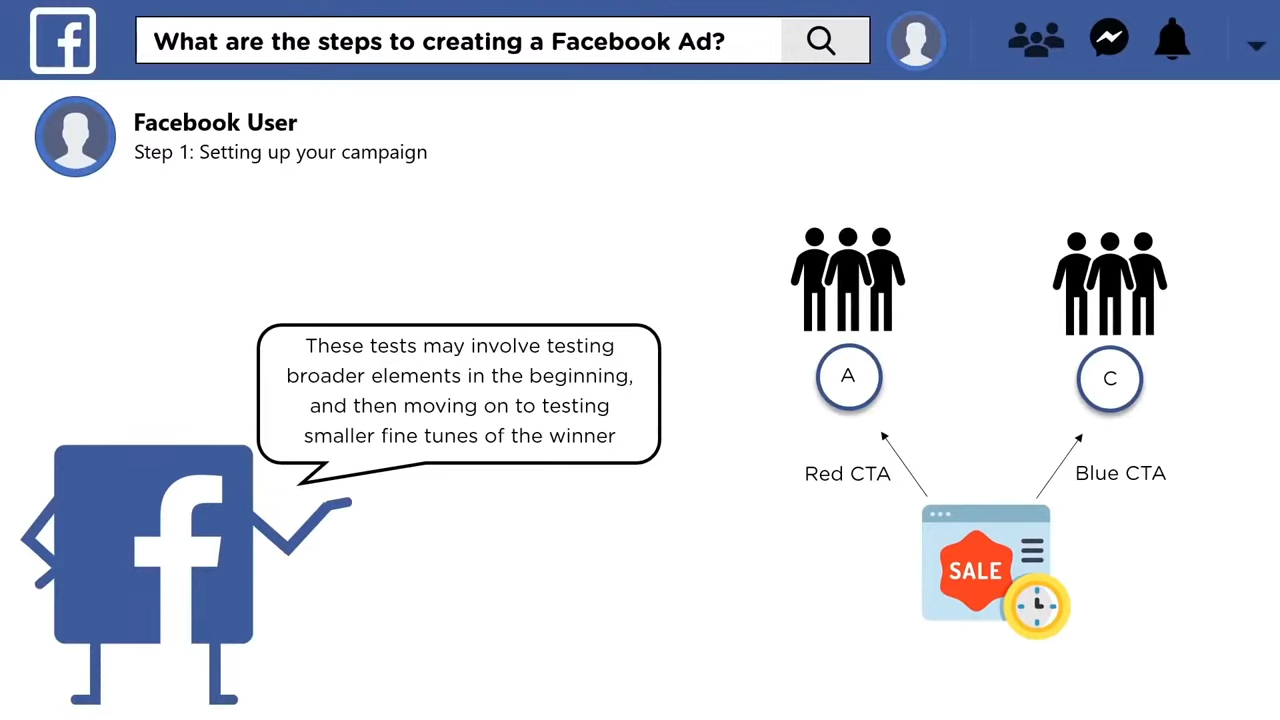 What are the steps to creating a Facebook Ad?
Facebook User
Step 1: Setting up your campaign
These tests may involve testing
broader elements in the beginning,
and then moving on to testing
smaller fine tunes of the winner
A
C
Red CTA
Blue CTA
SALE